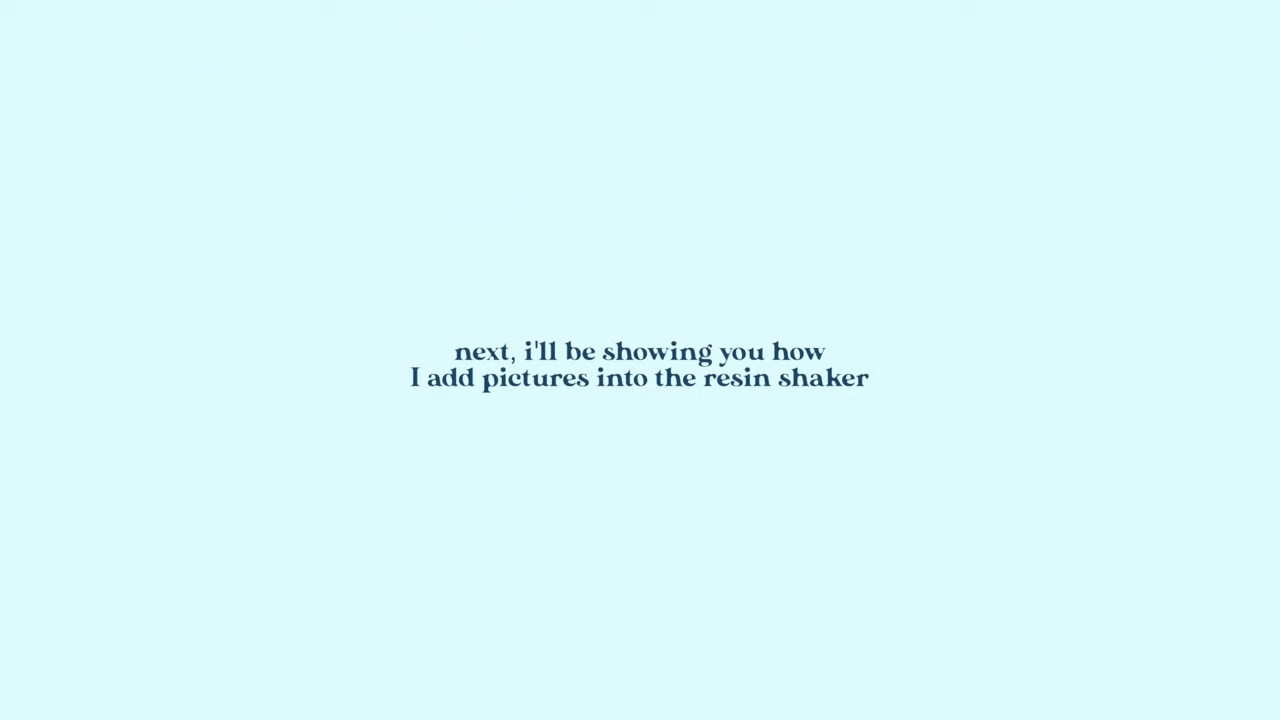 next, i'll be showing you how
I add pictures into the resin shaker